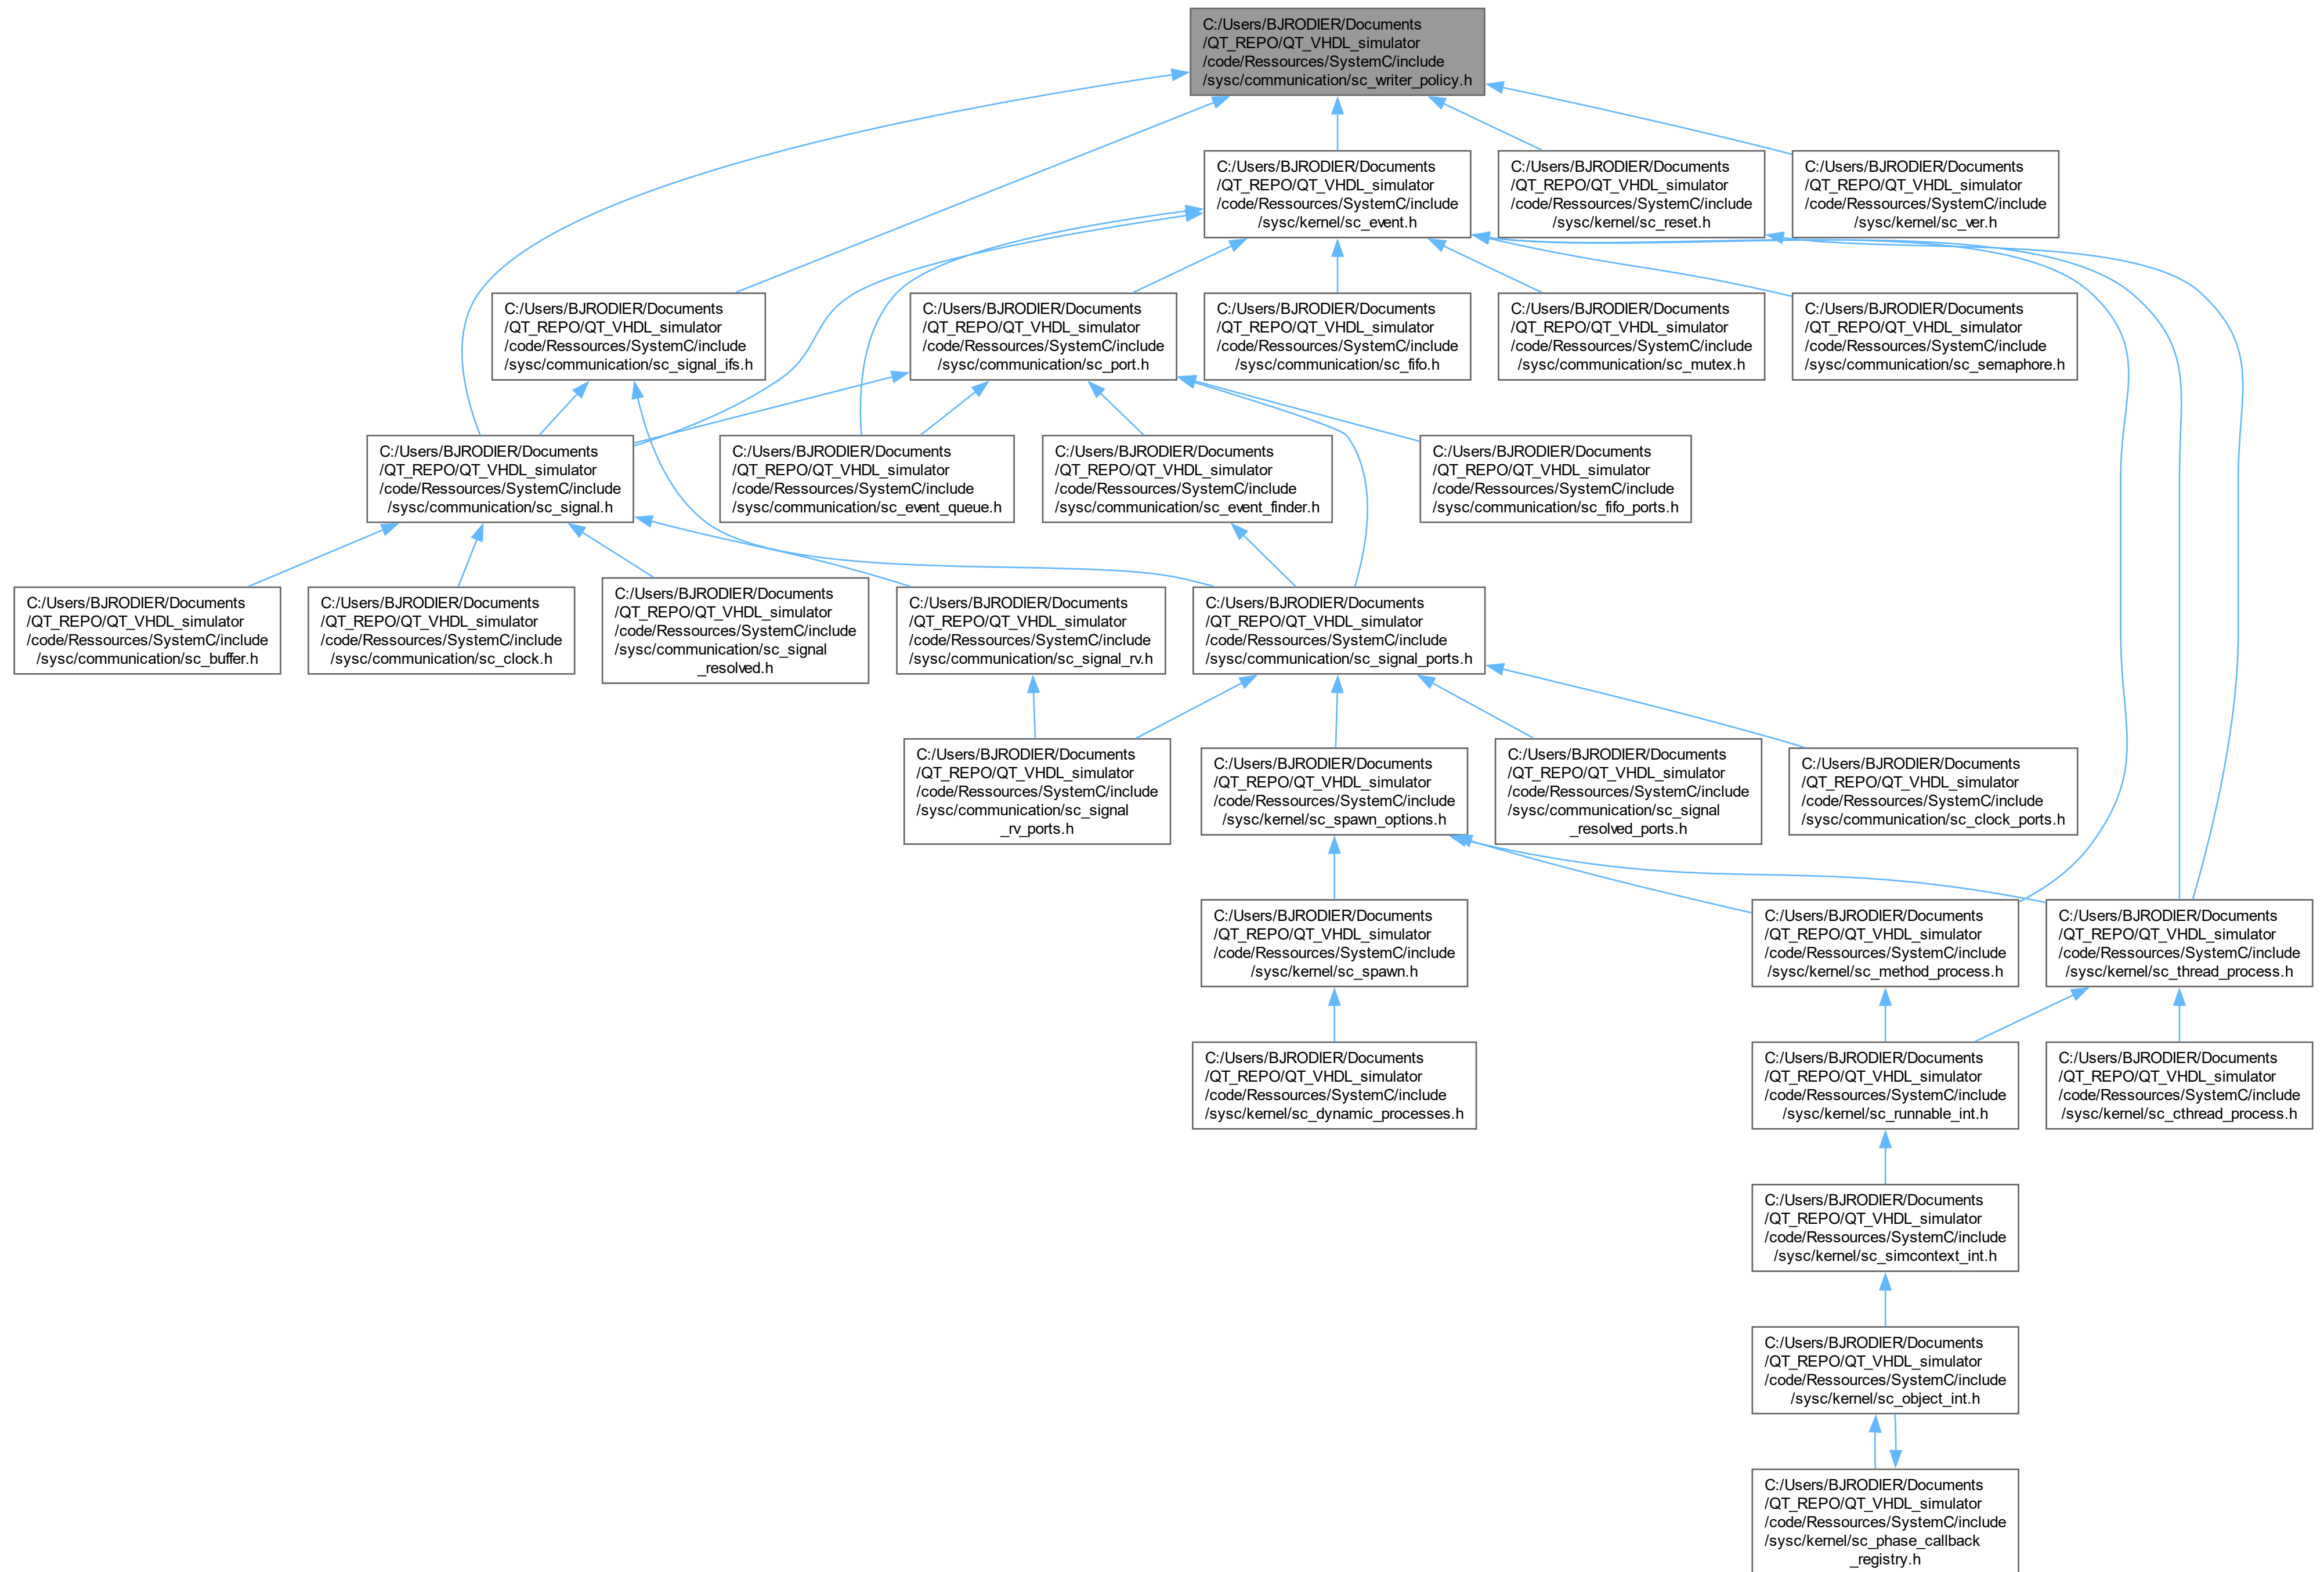 C:/Users/BJRODIER/Documents
/QT_REPO/QT_VHDL_simulator
/code/Ressources/SystemC/include
/sysc/communication/sc_writer_policy.h
C:/Users/BJRODIER/Documents
/QT_REPO/QT_VHDL_simulator
/code/Ressources/SystemC/include
/sysc/kernel/sc_event.h
C:/Users/BJRODIER/Documents
/QT_REPO/QT_VHDL_simulator
/code/Ressources/SystemC/include
/sysc/kernel/sc_reset.h
C:/Users/BJRODIER/Documents
/QT_REPO/QT_VHDL_simulator
/code/Ressources/SystemC/include
/sysc/kernel/sc_ver.h
C:/Users/BJRODIER/Documents
/QT_REPO/QT_VHDL_simulator
/code/Ressources/SystemC/include
/sysc/communication/sc_signal_ifs.h
C:/Users/BJRODIER/Documents
/QT_REPO/QT_VHDL_simulator
/code/Ressources/SystemC/include
/sysc/communication/sc_port.h
C:/Users/BJRODIER/Documents
/QT_REPO/QT_VHDL_simulator
/code/Ressources/SystemC/include
/sysc/communication/sc_fifo.h
C:/Users/BJRODIER/Documents
/QT_REPO/QT_VHDL_simulator
/code/Ressources/SystemC/include
/sysc/communication/sc_mutex.h
C:/Users/BJRODIER/Documents
/QT_REPO/QT_VHDL_simulator
/code/Ressources/SystemC/include
/sysc/communication/sc_semaphore.h
C:/Users/BJRODIER/Documents
/QT_REPO/QT_VHDL_simulator
/code/Ressources/SystemC/include
/sysc/communication/sc_signal.h
C:/Users/BJRODIER/Documents
/QT_REPO/QT_VHDL_simulator
/code/Ressources/SystemC/include
/sysc/communication/sc_event_queue.h
C:/Users/BJRODIER/Documents
/QT_REPO/QT_VHDL_simulator
/code/Ressources/SystemC/include
/sysc/communication/sc_event_finder.h
C:/Users/BJRODIER/Documents
/QT_REPO/QT_VHDL_simulator
/code/Ressources/SystemC/include
/sysc/communication/sc_fifo_ports.h
C:/Users/BJRODIER/Documents
/QT_REPO/QT_VHDL_simulator
/code/Ressources/SystemC/include
/sysc/communication/sc_buffer.h
C:/Users/BJRODIER/Documents
/QT_REPO/QT_VHDL_simulator
/code/Ressources/SystemC/include
/sysc/communication/sc_clock.h
C:/Users/BJRODIER/Documents
/QT_REPO/QT_VHDL_simulator
/code/Ressources/SystemC/include
/sysc/communication/sc_signal
_resolved.h
C:/Users/BJRODIER/Documents
/QT_REPO/QT_VHDL_simulator
/code/Ressources/SystemC/include
/sysc/communication/sc_signal_rv.h
C:/Users/BJRODIER/Documents
/QT_REPO/QT_VHDL_simulator
/code/Ressources/SystemC/include
/sysc/communication/sc_signal_ports.h
C:/Users/BJRODIER/Documents
/QT_REPO/QT_VHDL_simulator
/code/Ressources/SystemC/include
/sysc/communication/sc_signal
_rv_ports.h
C:/Users/BJRODIER/Documents
/QT_REPO/QT_VHDL_simulator
/code/Ressources/SystemC/include
/sysc/kernel/sc_spawn_options.h
C:/Users/BJRODIER/Documents
/QT_REPO/QT_VHDL_simulator
/code/Ressources/SystemC/include
/sysc/communication/sc_signal
_resolved_ports.h
C:/Users/BJRODIER/Documents
/QT_REPO/QT_VHDL_simulator
/code/Ressources/SystemC/include
/sysc/communication/sc_clock_ports.h
C:/Users/BJRODIER/Documents
/QT_REPO/QT_VHDL_simulator
/code/Ressources/SystemC/include
/sysc/kernel/sc_spawn.h
C:/Users/BJRODIER/Documents
/QT_REPO/QT_VHDL_simulator
/code/Ressources/SystemC/include
/sysc/kernel/sc_method_process.h
C:/Users/BJRODIER/Documents
/QT_REPO/QT_VHDL_simulator
/code/Ressources/SystemC/include
/sysc/kernel/sc_thread_process.h
C:/Users/BJRODIER/Documents
/QT_REPO/QT_VHDL_simulator
/code/Ressources/SystemC/include
/sysc/kernel/sc_dynamic_processes.h
C:/Users/BJRODIER/Documents
/QT_REPO/QT_VHDL_simulator
/code/Ressources/SystemC/include
/sysc/kernel/sc_runnable_int.h
C:/Users/BJRODIER/Documents
/QT_REPO/QT_VHDL_simulator
/code/Ressources/SystemC/include
/sysc/kernel/sc_cthread_process.h
C:/Users/BJRODIER/Documents
/QT_REPO/QT_VHDL_simulator
/code/Ressources/SystemC/include
/sysc/kernel/sc_simcontext_int.h
C:/Users/BJRODIER/Documents
/QT_REPO/QT_VHDL_simulator
/code/Ressources/SystemC/include
/sysc/kernel/sc_object_int.h
C:/Users/BJRODIER/Documents
/QT_REPO/QT_VHDL_simulator
/code/Ressources/SystemC/include
/sysc/kernel/sc_phase_callback
_registry.h